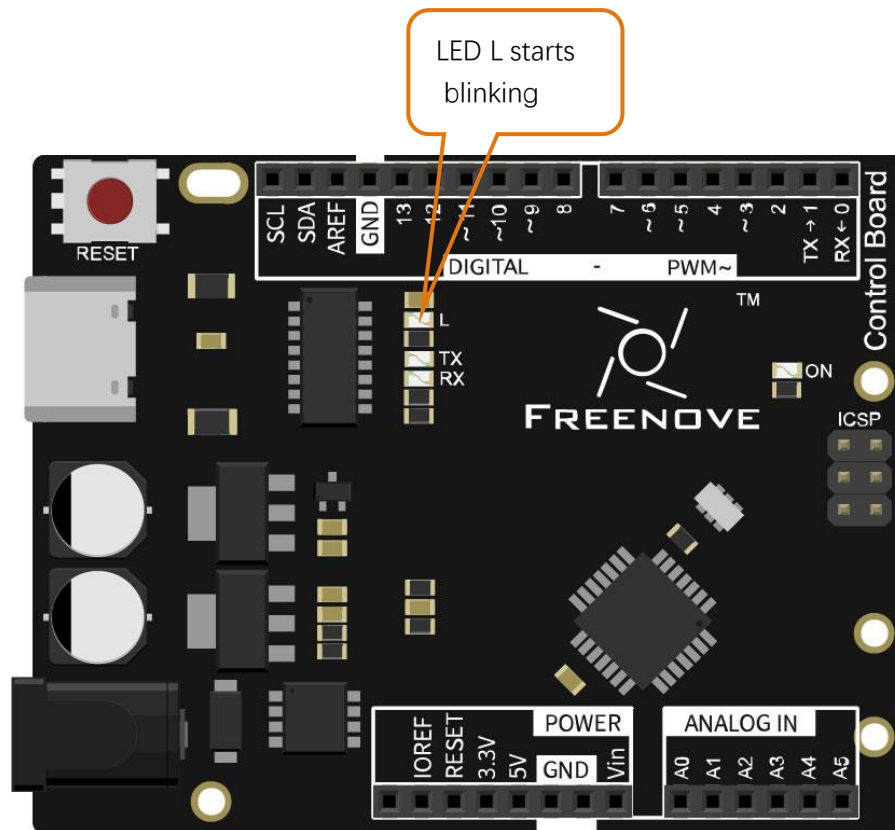 LED L starts
blinking
RESET
SCL
SDA
AREF
GND
13
12
~11
~10
~9
8
7
~6
~5
4
~3
2
TX→1
RX←0
DIGITAL - PWM~
Control Board
L
TX
RX
TM
FREENOVE
ON
ICSP
POWER
IOREF
RESET
3.3V
5V
GND
Vin
ANALOG IN
A0
A1
A2
A3
A4
A5